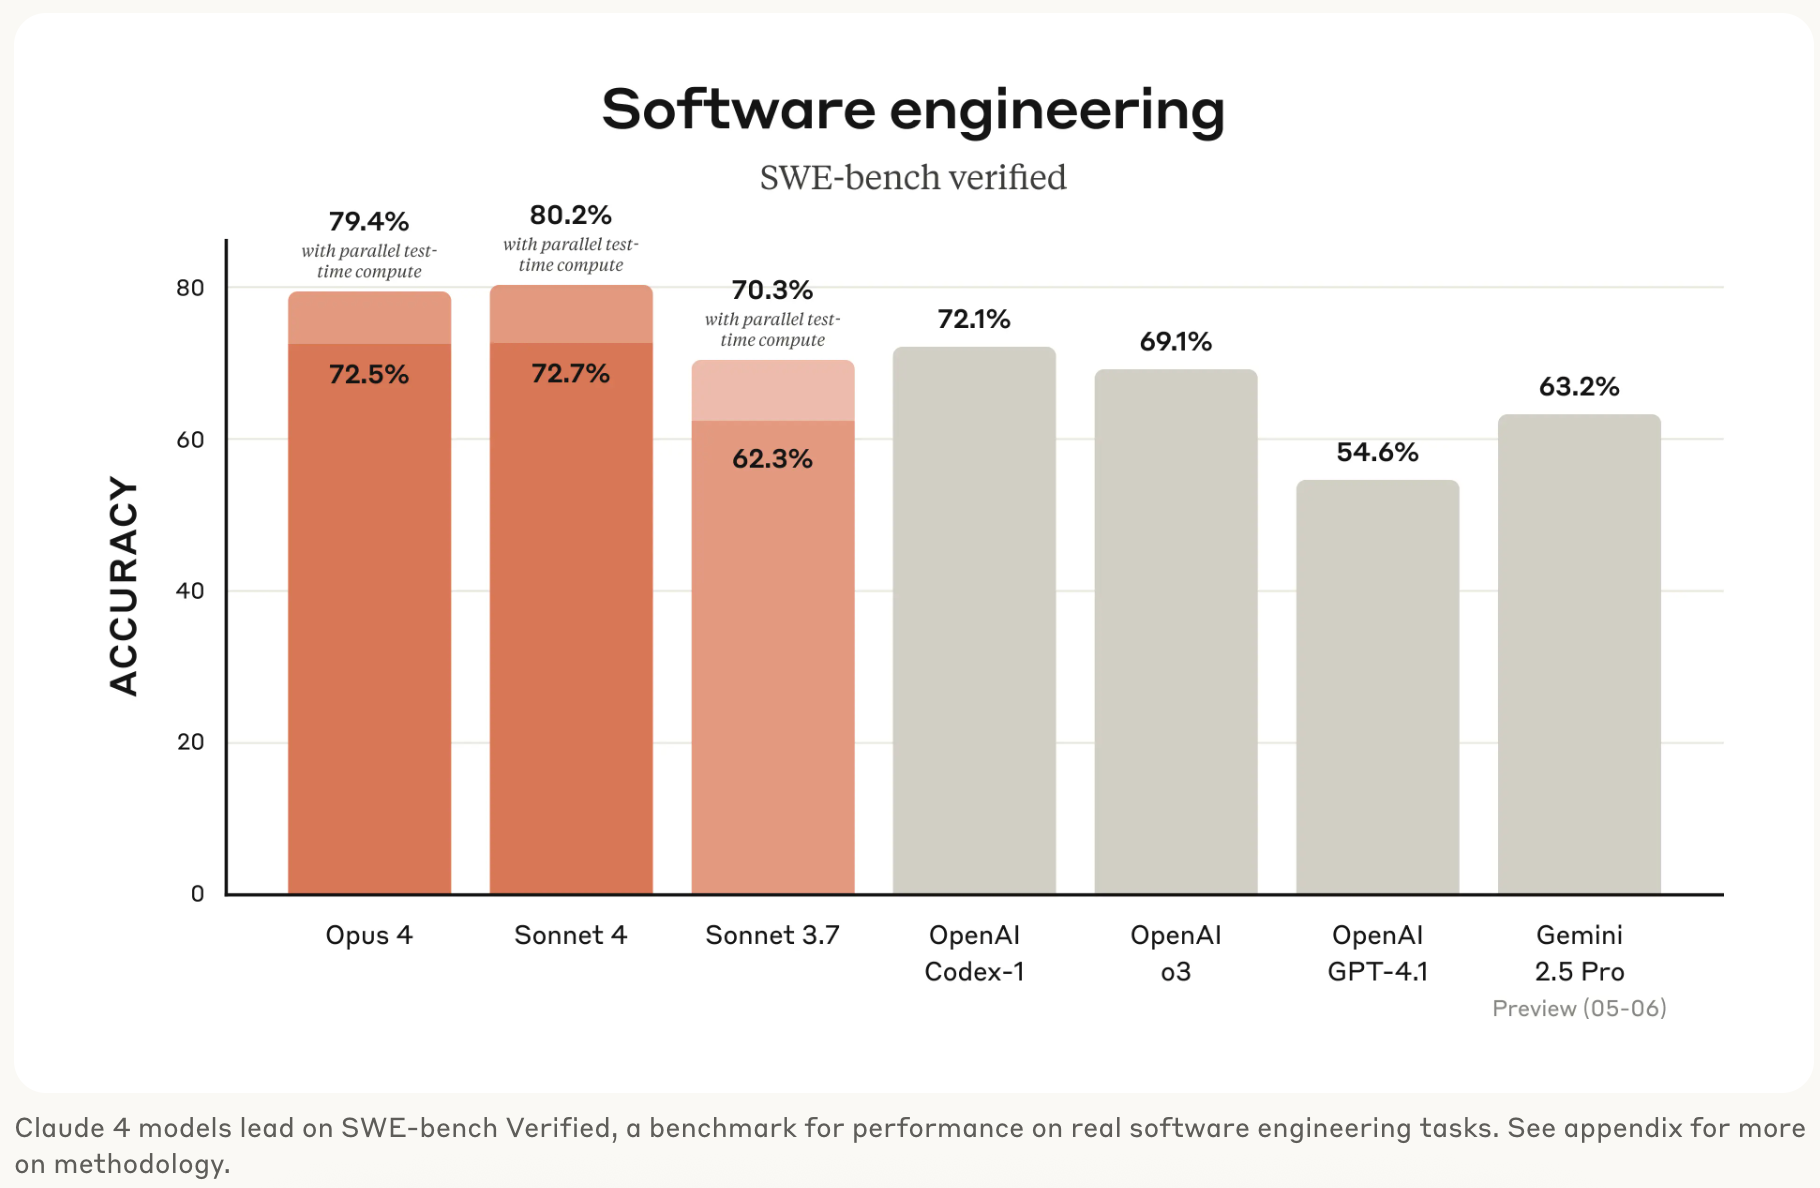 Software engineering
SWE-bench verified
79.4%
with parallel test-
time compute
80.2%
with parallel test-
time compute
70.3%
with parallel test-
time compute
72.1%
69.1%
54.6%
63.2%
72.5%
72.7%
62.3%
ACCURACY
80
60
40
20
0
Opus 4
Sonnet 4
Sonnet 3.7
OpenAI
Codex-1
OpenAI
o3
OpenAI
GPT-4.1
Gemini
2.5 Pro
Preview (05-06)
Claude 4 models lead on SWE-bench Verified, a benchmark for performance on real software engineering tasks. See appendix for more
on methodology.